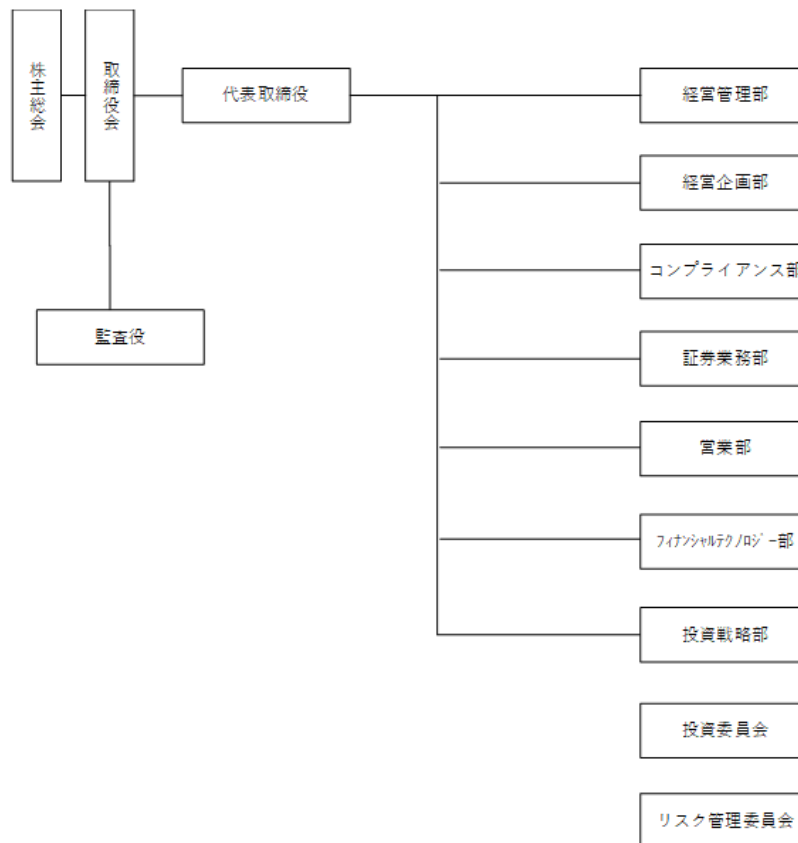 株主総会
取締役会
代表取締役
経営管理部
経営企画部
コンプライアンス部
監査役
証券業務部
営業部
フィナンシャルテクノロジー部
投資戦略部
投資委員会
リスク管理委員会